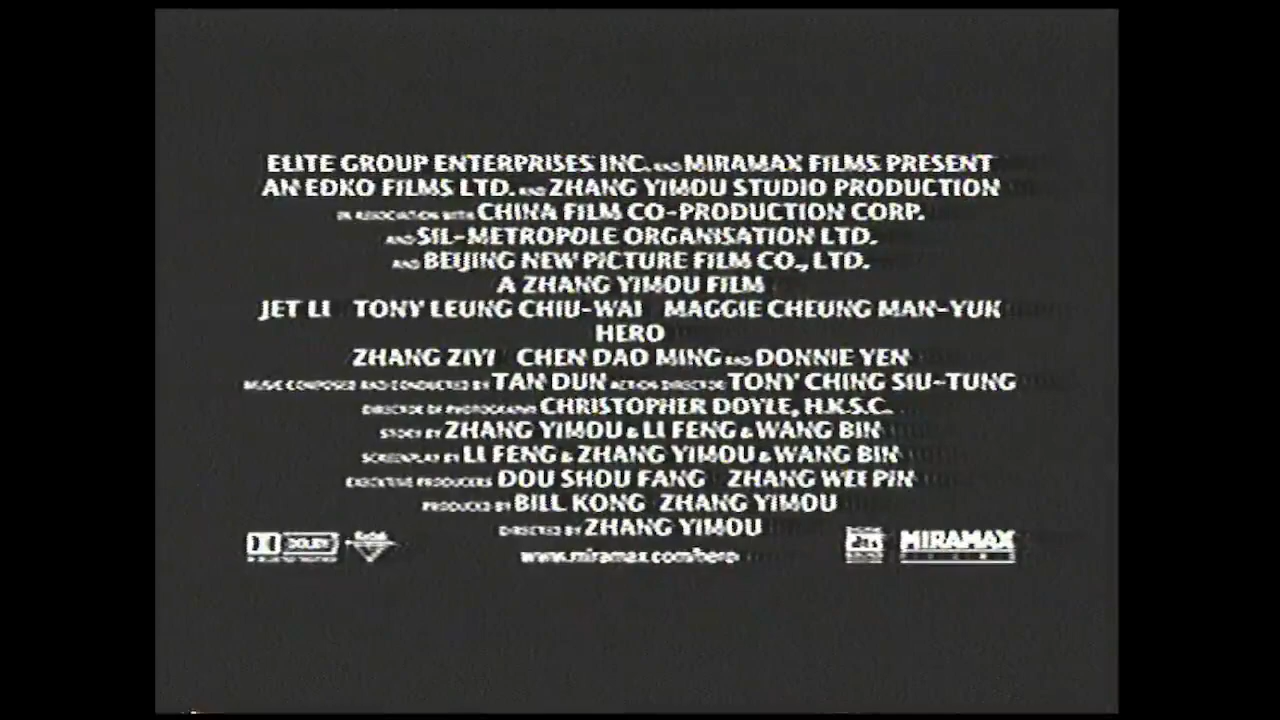 ELITE GROUP ENTERPRISES INC. AND MIRAMAX FILMS PRESENT
AN EDKO FILMS LTD. AND ZHANG YIMOU STUDIO PRODUCTION
IN ASSOCIATION WITH CHINA FILM CO-PRODUCTION CORP.
AND SIL-METROPOLE ORGANISATION LTD.
AND BEIJING NEW PICTURE FILM CO., LTD.
A ZHANG YIMOU FILM
JET LI TONY LEUNG CHIU-WAI MAGGIE CHEUNG MAN-YUK
HERO
ZHANG ZIYI CHEN DAO MING AND DONNIE YEN
MUSIC COMPOSED AND CONDUCTED BY TAN DUN ACTION DIRECTOR TONY CHING SIU-TUNG
DIRECTOR OF PHOTOGRAPHY CHRISTOPHER DOYLE, H.K.S.C.
STORY BY ZHANG YIMOU & LI FENG & WANG BIN
SCREENPLAY BY LI FENG & ZHANG YIMOU & WANG BIN
EXECUTIVE PRODUCERS DOU SHOU FANG ZHANG WEI PIN
PRODUCED BY BILL KONG ZHANG YIMOU
DIRECTED BY ZHANG YIMOU
DOLBY
MIRAMAX
www.miramax.com/hero